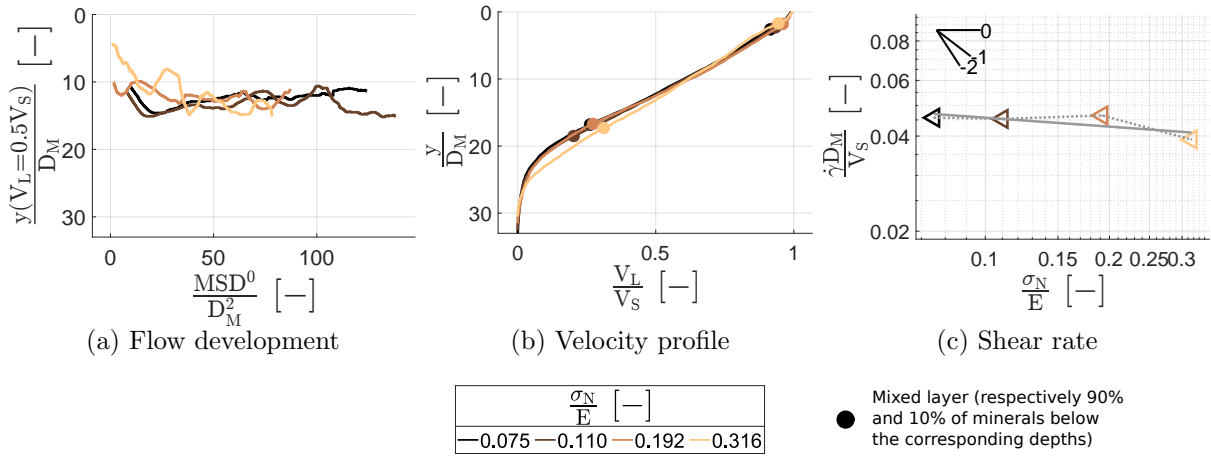 y(V_L=0.5V_S) / D_M [−]
0
10
20
30
0
50
100
MSD^0 / D_M^2 [−]
(a) Flow development
y / D_M [−]
0
10
20
30
0
0.5
1
V_L / V_S [−]
(b) Velocity profile
γ̇D_M / V_S [−]
0.08
0.06
0.04
0.02
0
-1
-2
0.1
0.15
0.2
0.25
0.3
σ_N / E [−]
(c) Shear rate
σ_N / E [−]
0.075 0.110 0.192 0.316
Mixed layer (respectively 90%
and 10% of minerals below
the corresponding depths)